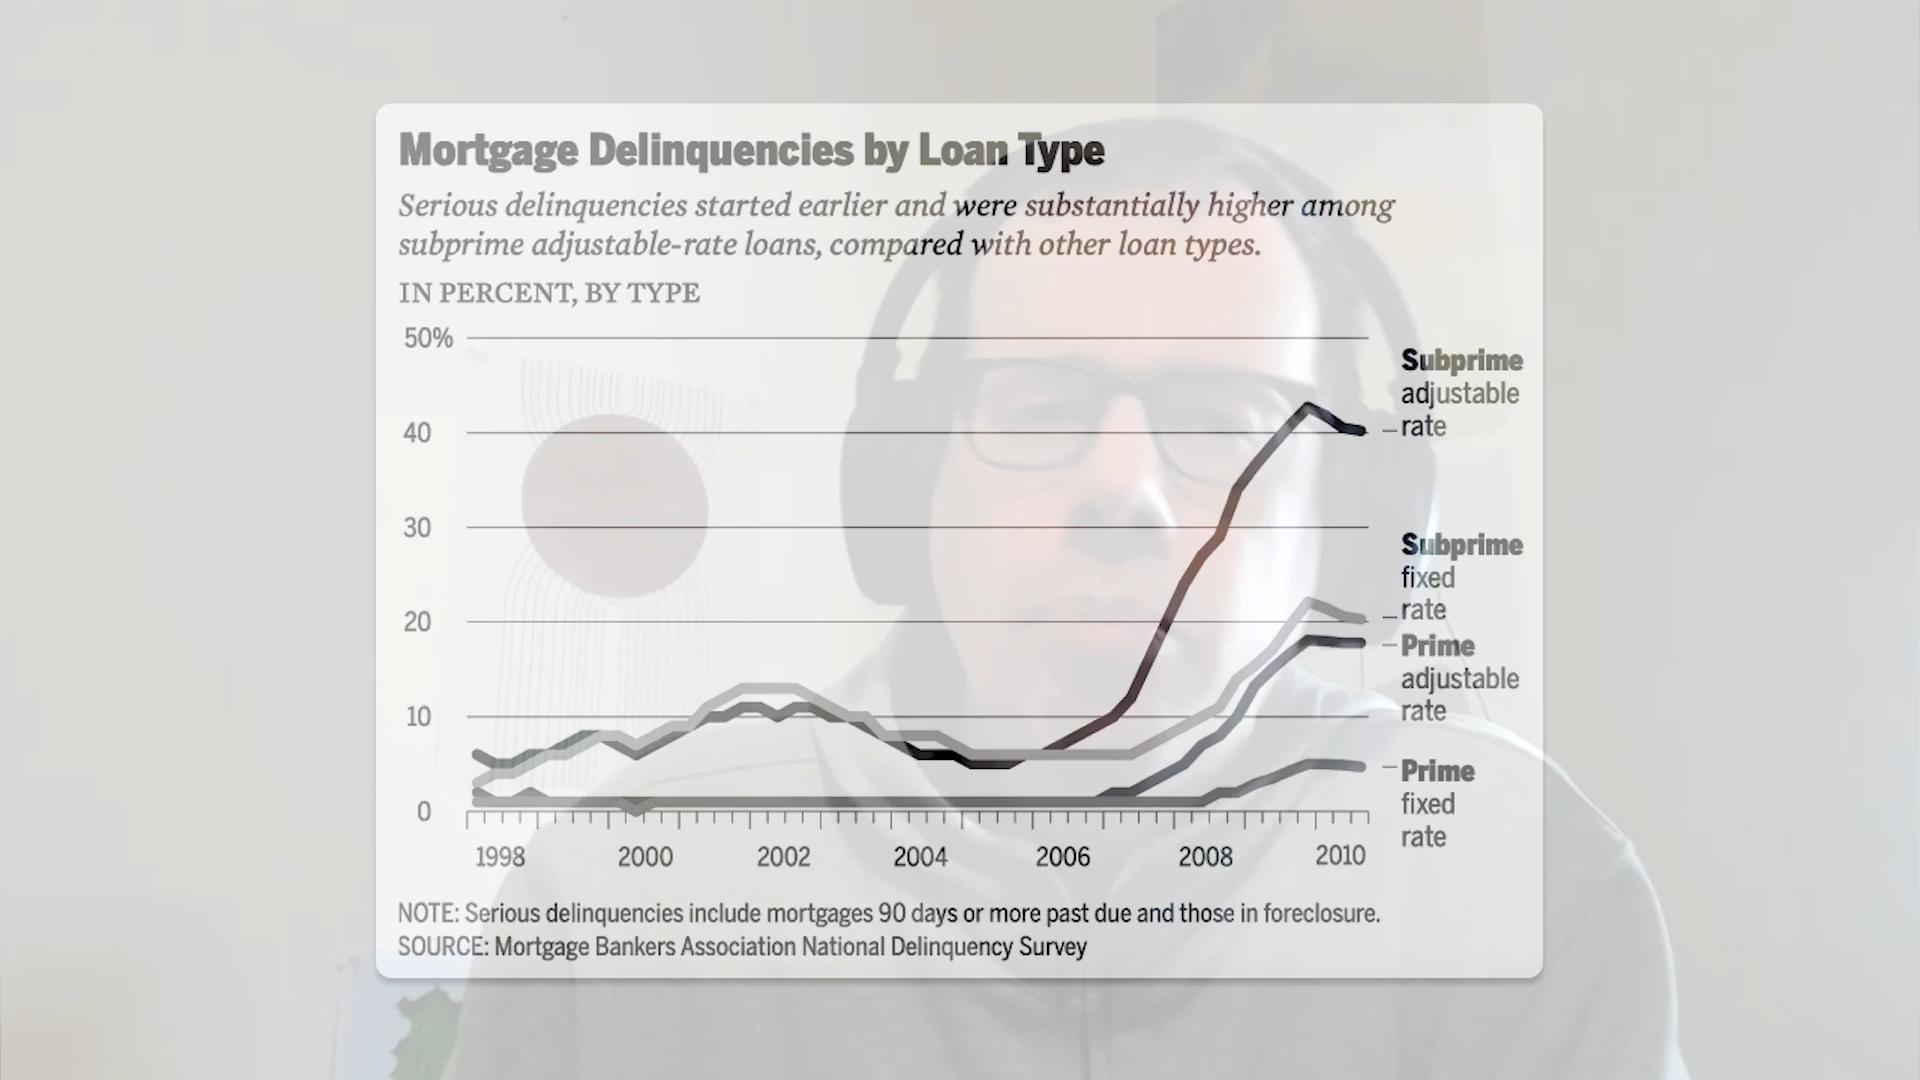 Mortgage Delinquencies by Loan Type
Serious delinquencies started earlier and were substantially higher among
subprime adjustable-rate loans, compared with other loan types.
IN PERCENT, BY TYPE
50%
40
30
20
10
0
Subprime
adjustable
rate
Subprime
fixed
rate
Prime
adjustable
rate
Prime
fixed
rate
1998 2000 2002 2004 2006 2008 2010
NOTE: Serious delinquencies include mortgages 90 days or more past due and those in foreclosure.
SOURCE: Mortgage Bankers Association National Delinquency Survey